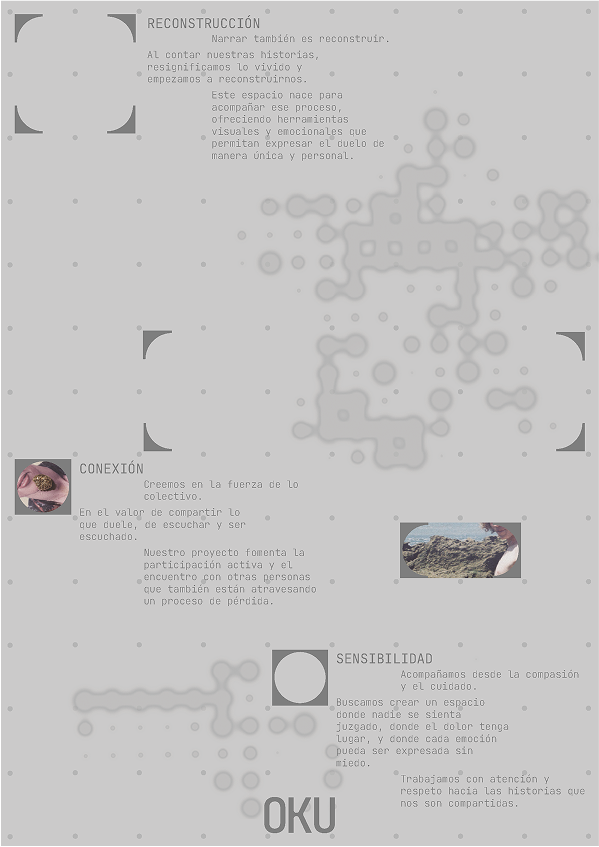 RECONSTRUCCIÓN
Narrar también es reconstruir.
Al contar nuestras historias,
resignificamos lo vivido y
empezamos a reconstruirnos.
Este espacio nace para
acompañar ese proceso,
ofreciendo herramientas
visuales y emocionales que
permitan expresar el duelo de
manera única y personal.
CONEXIÓN
Creemos en la fuerza de lo
colectivo.
En el valor de compartir lo
que duele, de escuchar y ser
escuchado.
Nuestro proyecto fomenta la
participación activa y el
encuentro con otras personas
que también están atravesando
un proceso de pérdida.
SENSIBILIDAD
Acompañamos desde la compasión
y el cuidado.
Buscamos crear un espacio
donde nadie se sienta
juzgado, donde el dolor tenga
lugar, y donde cada emoción
pueda ser expresada sin
miedo.
Trabajamos con atención y
respeto hacia las historias que
nos son compartidas.
OKU